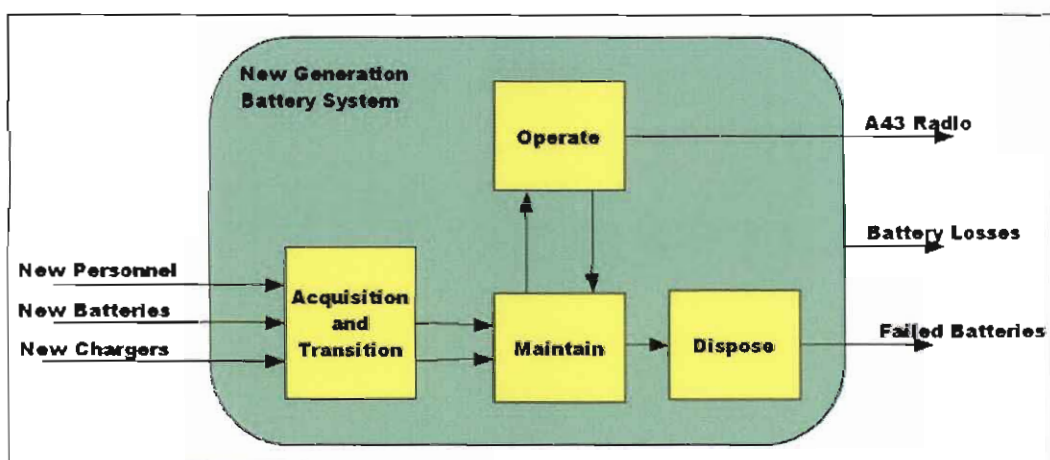 New Generation
Battery System
Operate
A43 Radio
Battery Losses
New Personnel
New Batteries
New Chargers
Acquisition
and
Transition
Maintain
Dispose
Failed Batteries